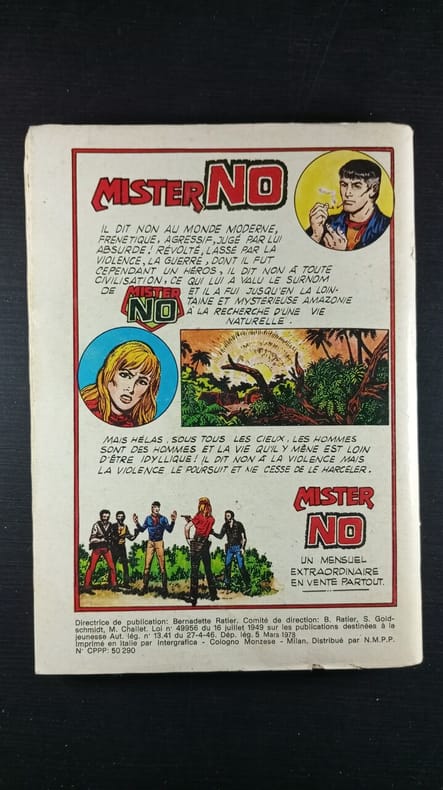 MISTER NO
IL DIT NON AU MONDE MODERNE,
FRENETIQUE, AGRESSIF, JUGÉ PAR LUI
ABSURDE! RÉVOLTÉ, LASSÉ PAR LA
VIOLENCE, LA GUERRE, DONT IL FUT
CEPENDANT UN HÉROS, IL DIT NON À TOUTE
CIVILISATION, CE QUI LUI A VALU LE SURNOM
DE MISTER NO ET IL A FUI JUSQU'EN LA LOIN-
TAINE ET MYSTÉRIEUSE AMAZONIE
À LA RECHERCHE D'UNE VIE
NATURELLE.
MAIS HÉLAS, SOUS TOUS LES CIEUX, LES HOMMES
SONT DES HOMMES ET LA VIE QU'IL Y MÈNE EST LOIN
D'ÊTRE IDYLLIQUE! IL DIT NON À LA VIOLENCE MAIS
LA VIOLENCE LE POURSUIT ET NE CESSE DE LE HARCELER.
MISTER
NO
UN MENSUEL
EXTRAORDINAIRE
EN VENTE PARTOUT.
Directrice de publication: Bernadette Ratier. Comité de direction: B. Ratier, S. Gold-
schmidt, M. Challet. Loi n° 49956 du 16 juillet 1949 sur les publications destinées à la
jeunesse Aut. lég. n° 13.41 du 27-4-46. Dép. lég. 5 Mars 1978
Imprimé en Italie par Intergrafica - Cologno Monzese - Milan. Distribué par N.M.P.P.
N° CPPP: 50 290